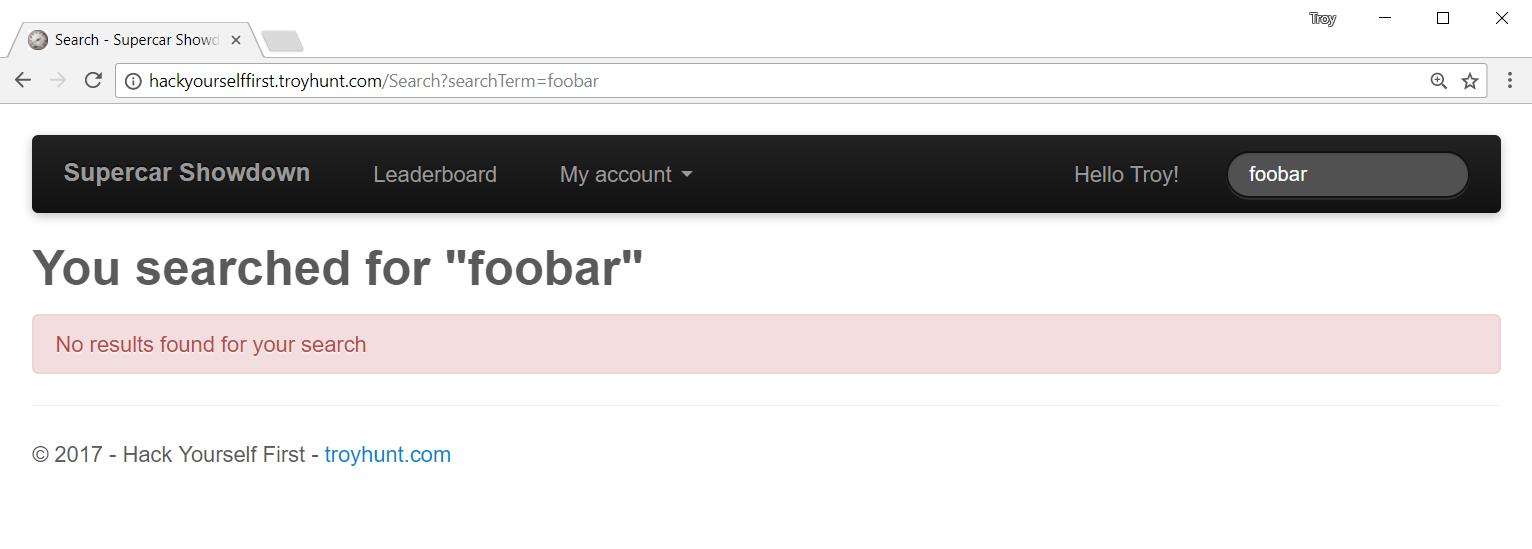 Troy
Search - Supercar Showd
hackyourselffirst.troyhunt.com/Search?searchTerm=foobar
Supercar Showdown Leaderboard My account Hello Troy! foobar
You searched for "foobar"
No results found for your search
© 2017 - Hack Yourself First - troyhunt.com